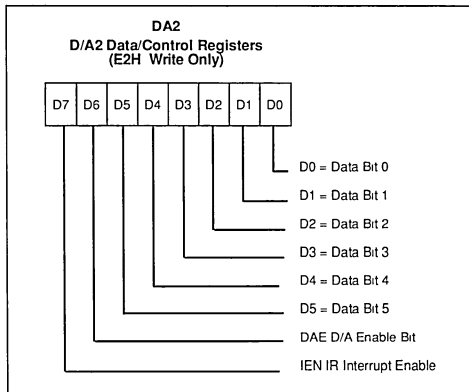 DA2
D/A2 Data/Control Registers
(E2H Write Only)
D7 D6 D5 D4 D3 D2 D1 D0
D0 = Data Bit 0
D1 = Data Bit 1
D2 = Data Bit 2
D3 = Data Bit 3
D4 = Data Bit 4
D5 = Data Bit 5
DAE D/A Enable Bit
IEN IR Interrupt Enable